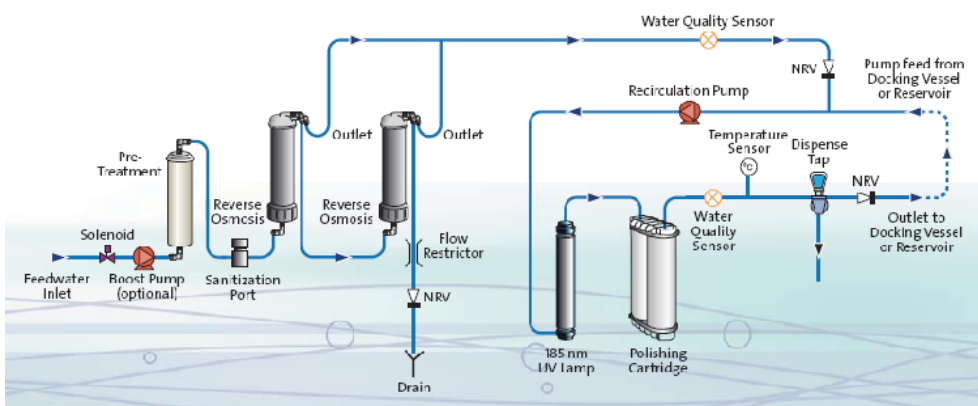 Water Quality Sensor
NRV
Pump feed from
Docking Vessel
or Reservoir
Recirculation Pump
Outlet
Outlet
Temperature
Sensor
Dispense
Tap
Pre-
Treatment
°C
NRV
Reverse
Osmosis
Reverse
Osmosis
Water
Quality
Sensor
Outlet to
Docking Vessel
or Reservoir
Solenoid
Flow
Restrictor
Feedwater
Inlet
Boost Pump
(optional)
Sanitization
Port
NRV
185 nm
UV Lamp
Polishing
Cartridge
Drain